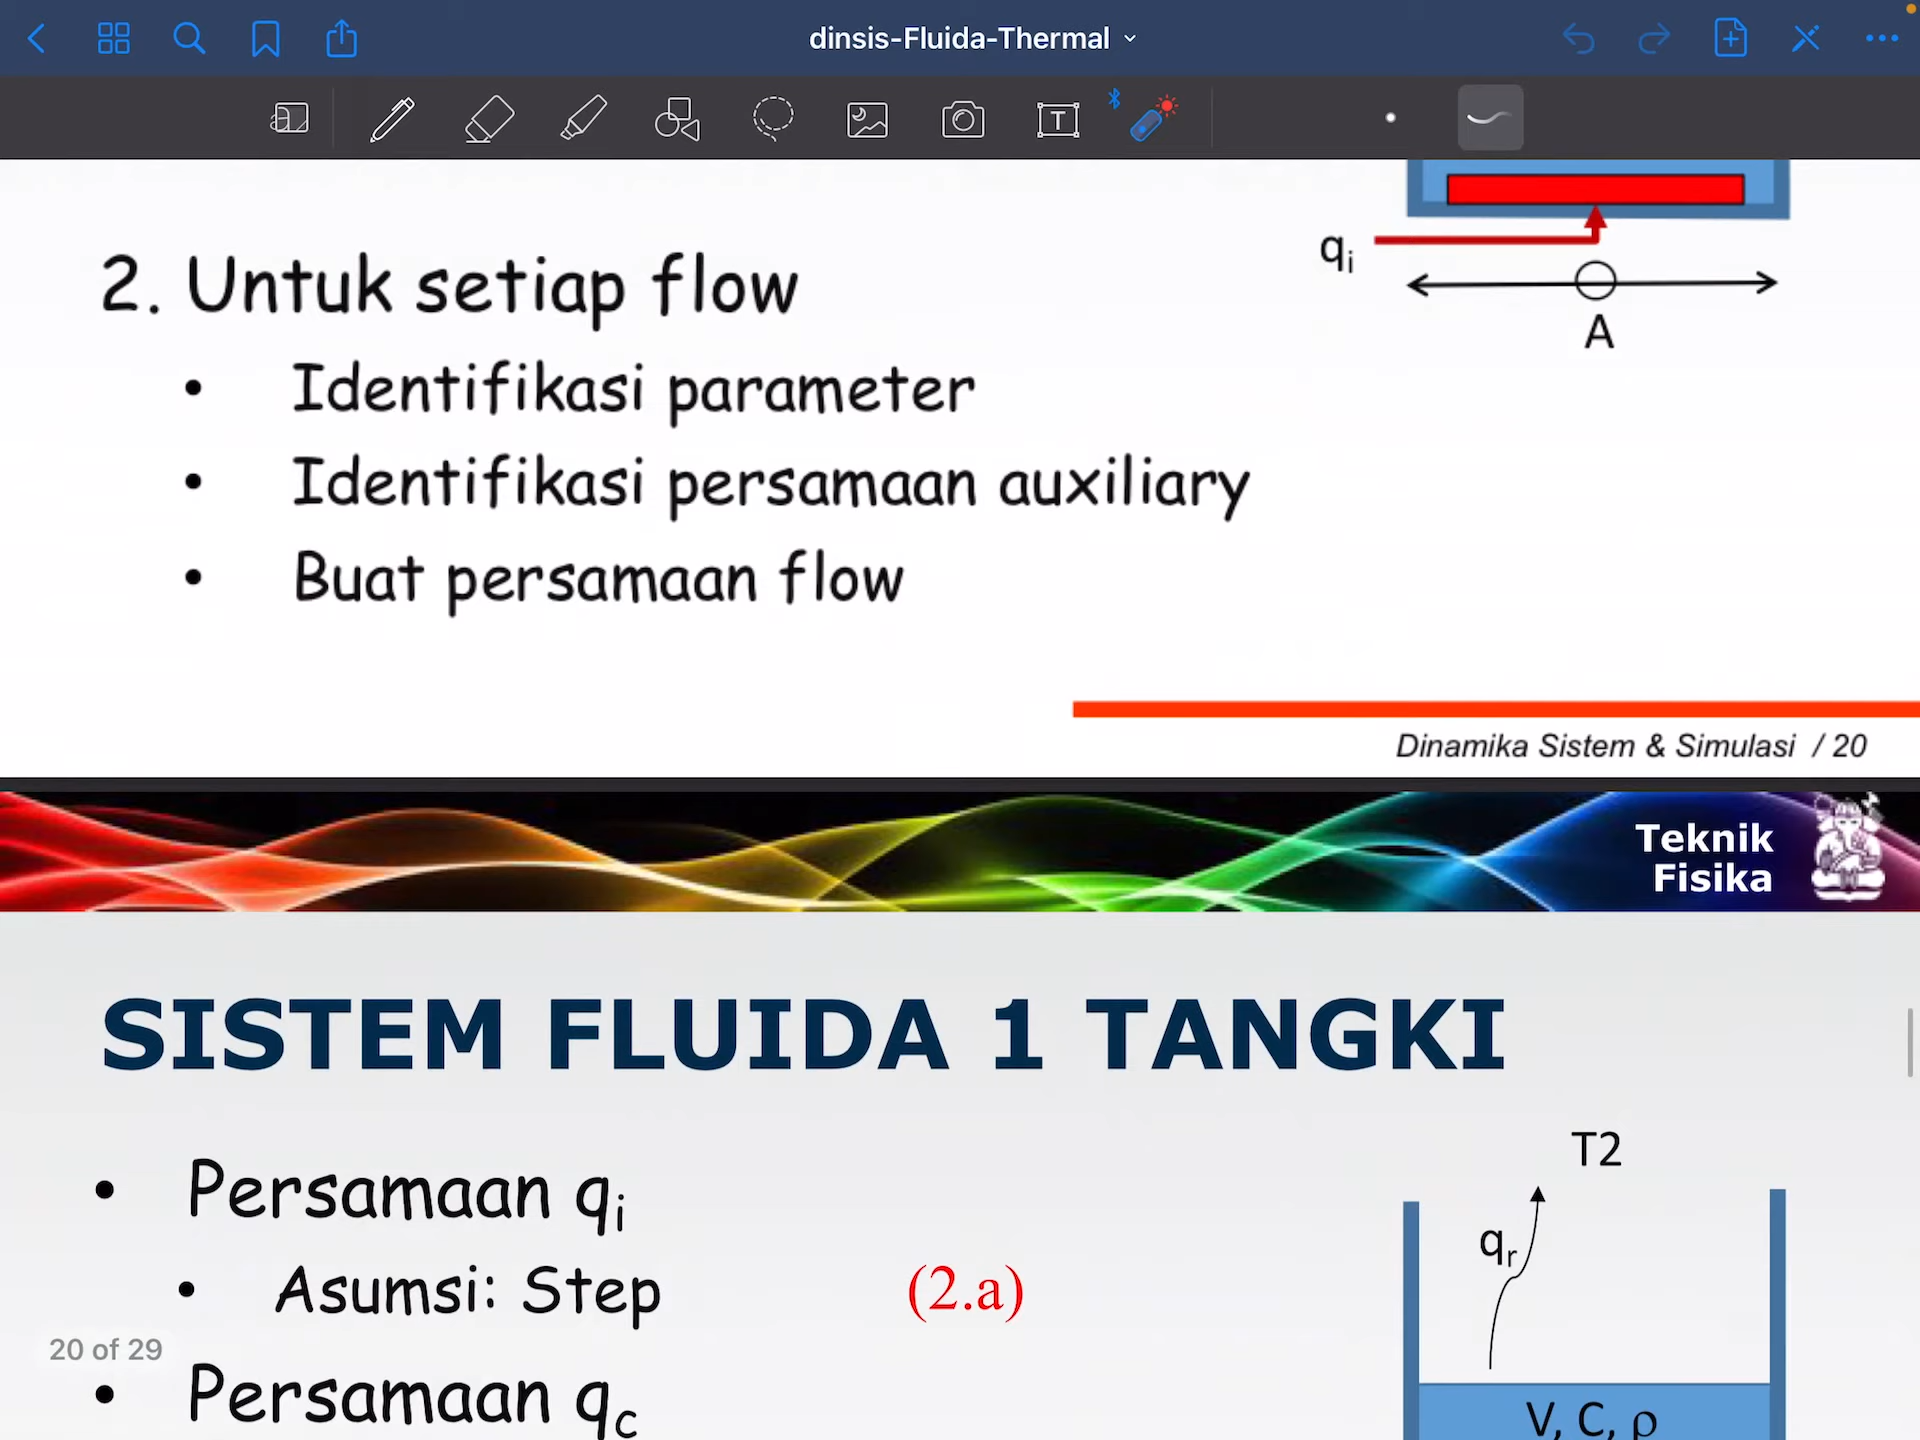 dinsis-Fluida-Thermal
T
qi
A
2. Untuk setiap flow
• Identifikasi parameter
• Identifikasi persamaan auxiliary
• Buat persamaan flow
Dinamika Sistem & Simulasi / 20
Teknik
Fisika
SISTEM FLUIDA 1 TANGKI
• Persamaan qi
• Asumsi: Step (2.a)
• Persamaan qc
T2
qr
V, C, ρ
20 of 29